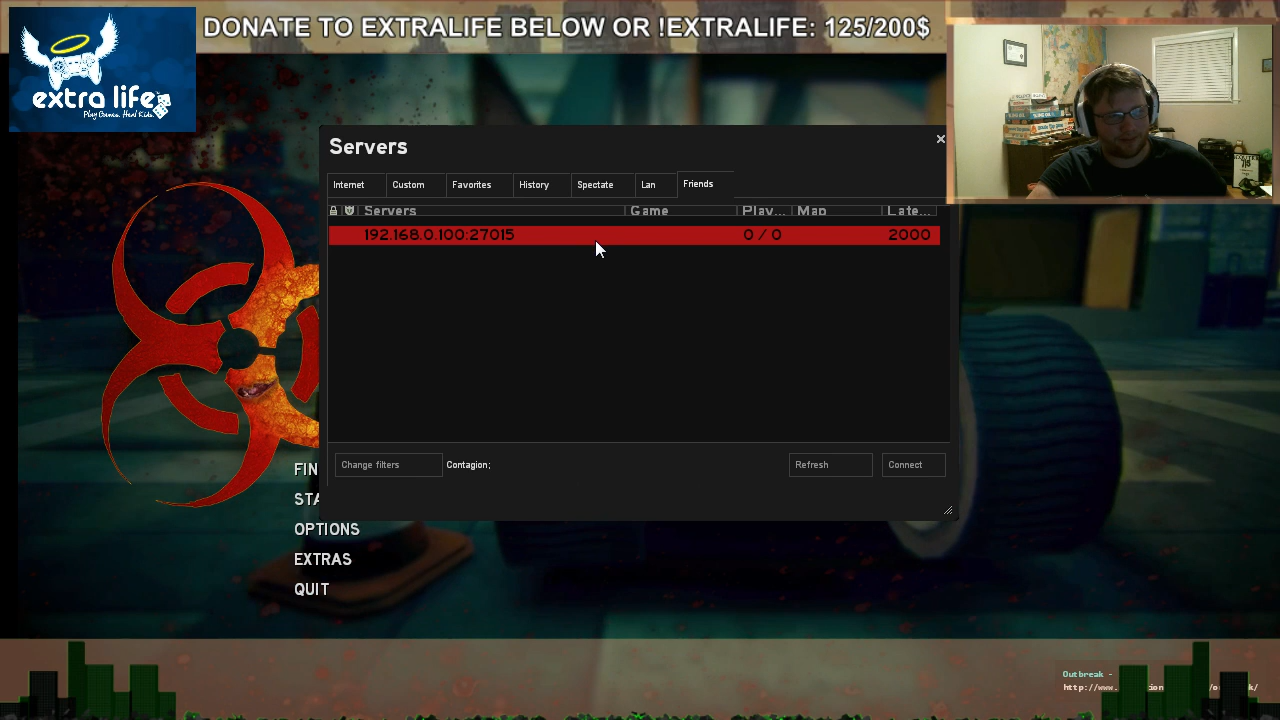 DONATE TO EXTRALIFE BELOW OR !EXTRALIFE: 125/200$
extra life
Play Games. Heal Kids.
Servers
Internet Custom Favorites History Spectate Lan Friends
Servers Game Play... Map Late...
192.168.0.100:27015 0 / 0 2000
Change filters Contagion; Refresh Connect
FIN
STA
OPTIONS
EXTRAS
QUIT
Outbreak -
http://www.